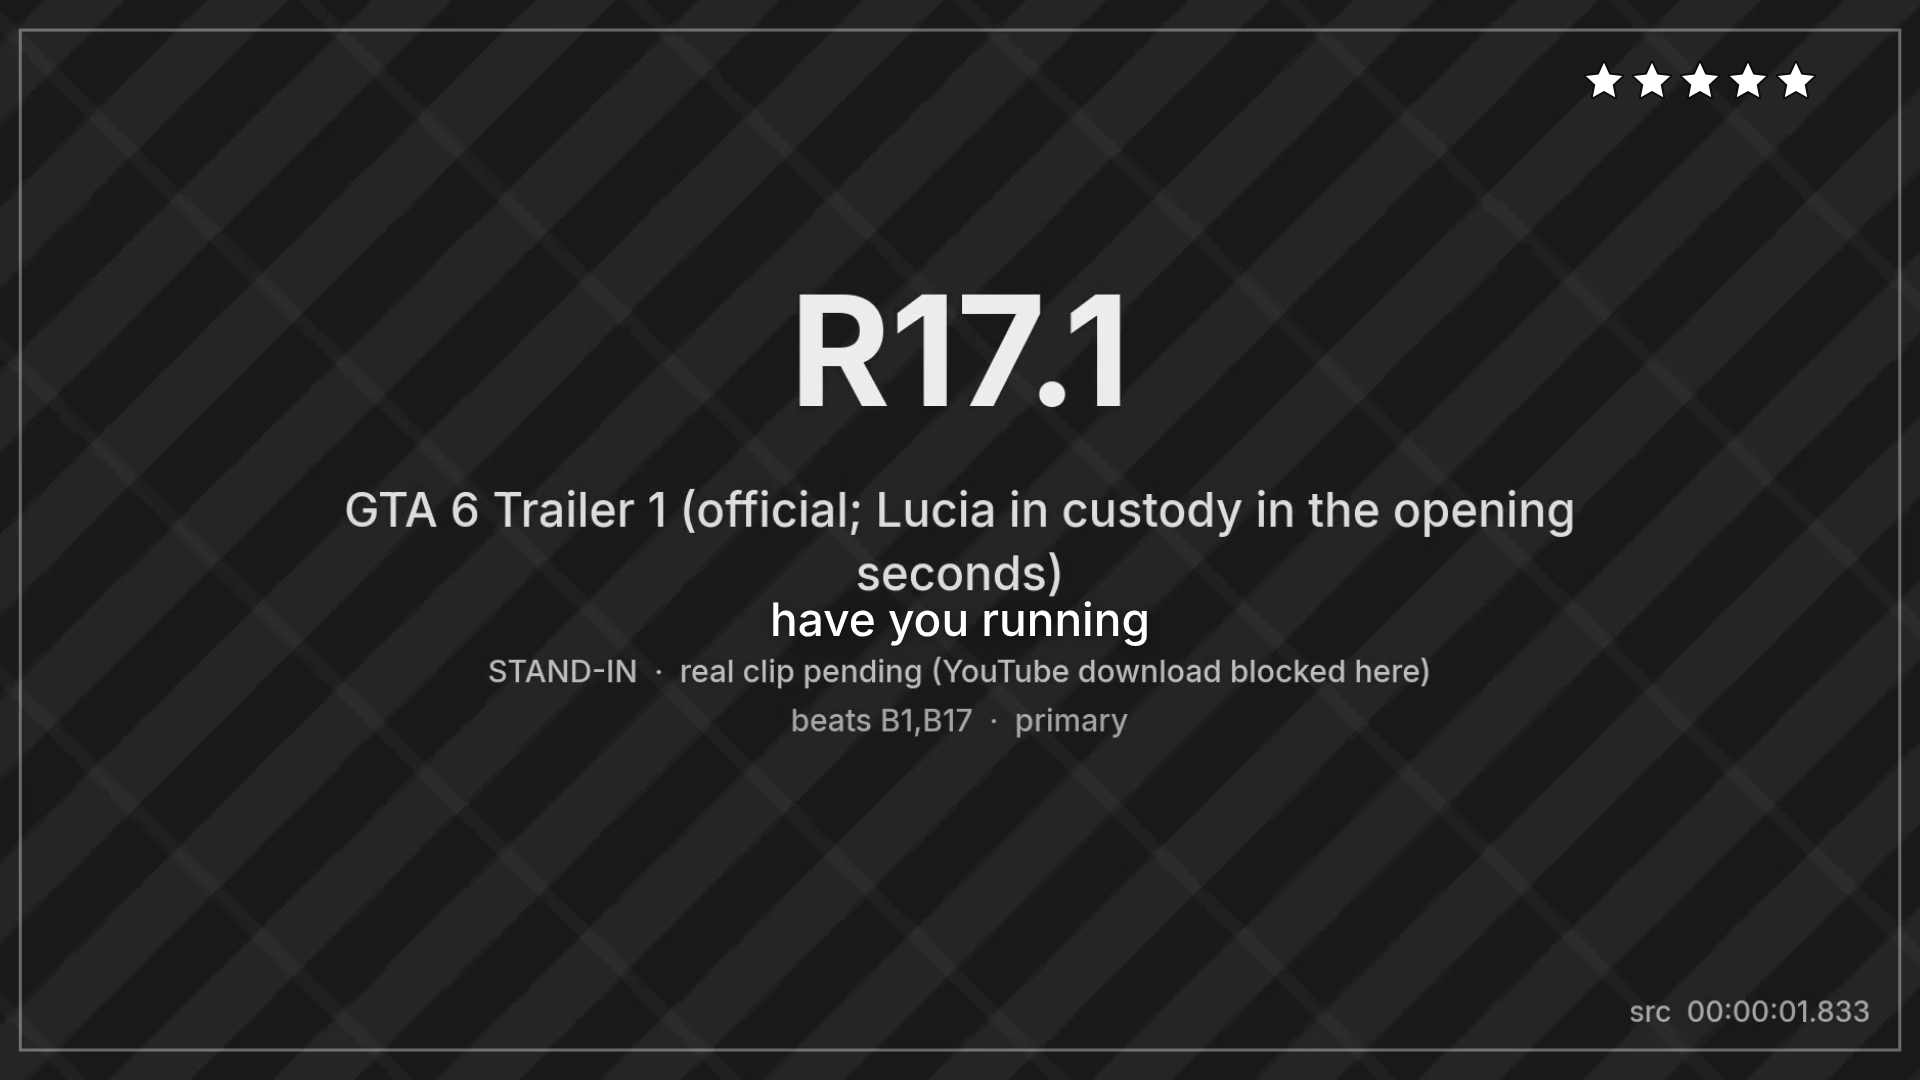 R17.1
GTA 6 Trailer 1 (official; Lucia in custody in the opening
seconds)
have you running
STAND-IN · real clip pending (YouTube download blocked here)
beats B1,B17 · primary
src 00:00:01.833